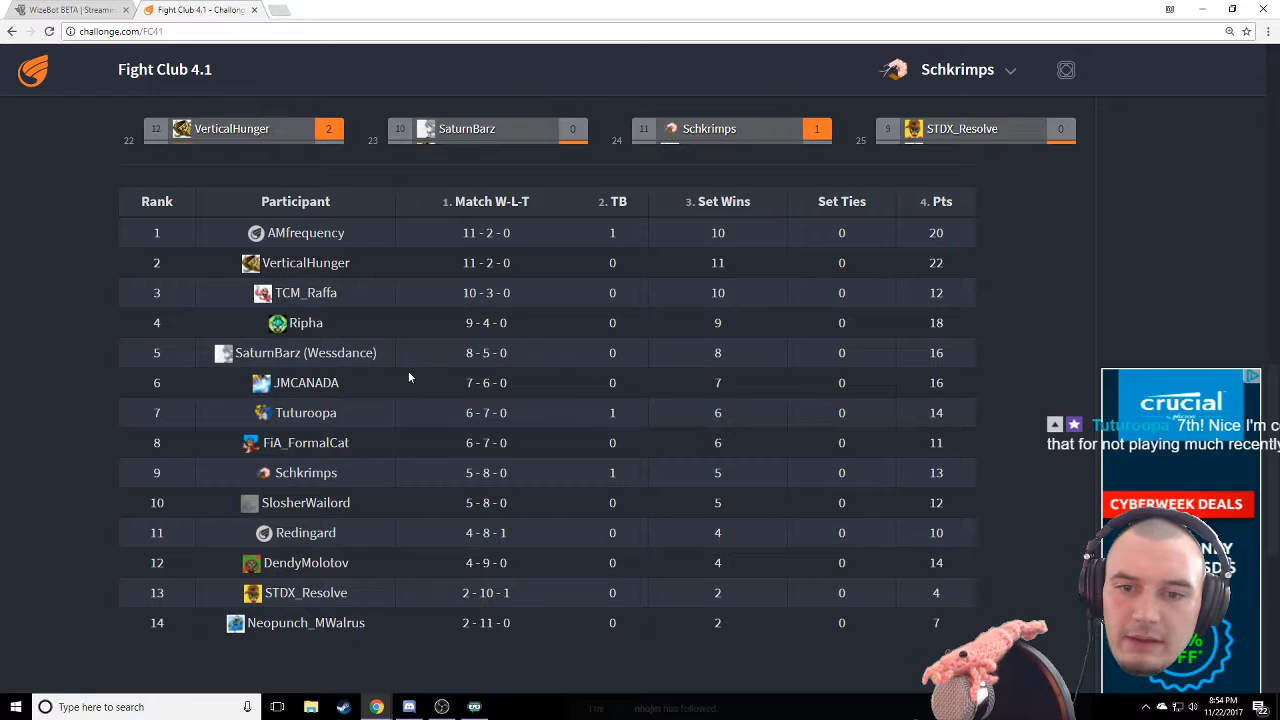 WizeBot BETA | Streamin
Fight Club 4.1 - Challong
challonge.com/FC41
Fight Club 4.1
Schkrimps
22 12 VerticalHunger 2
23 10 SaturnBarz 0
24 11 Schkrimps 1
25 9 STDX_Resolve 0
Rank Participant 1. Match W-L-T 2. TB 3. Set Wins Set Ties 4. Pts
1 AMfrequency 11 - 2 - 0 1 10 0 20
2 VerticalHunger 11 - 2 - 0 0 11 0 22
3 TCM_Raffa 10 - 3 - 0 0 10 0 12
4 Ripha 9 - 4 - 0 0 9 0 18
5 SaturnBarz (Wessdance) 8 - 5 - 0 0 8 0 16
6 JMCANADA 7 - 6 - 0 0 7 0 16
7 Tuturoopa 6 - 7 - 0 1 6 0 14
8 FiA_FormalCat 6 - 7 - 0 0 6 0 11
9 Schkrimps 5 - 8 - 0 1 5 0 13
10 SlosherWailord 5 - 8 - 0 0 5 0 12
11 Redingard 4 - 8 - 1 0 4 0 10
12 DendyMolotov 4 - 9 - 0 0 4 0 14
13 STDX_Resolve 2 - 10 - 1 0 2 0 4
14 Neopunch_MWalrus 2 - 11 - 0 0 2 0 7
crucial
Tuturoopa 7th! Nice I'm c
that for not playing much recently
CYBERWEEK DEALS
FF
nhojm has followed.
Type here to search
8:54 PM
11/22/2017
22